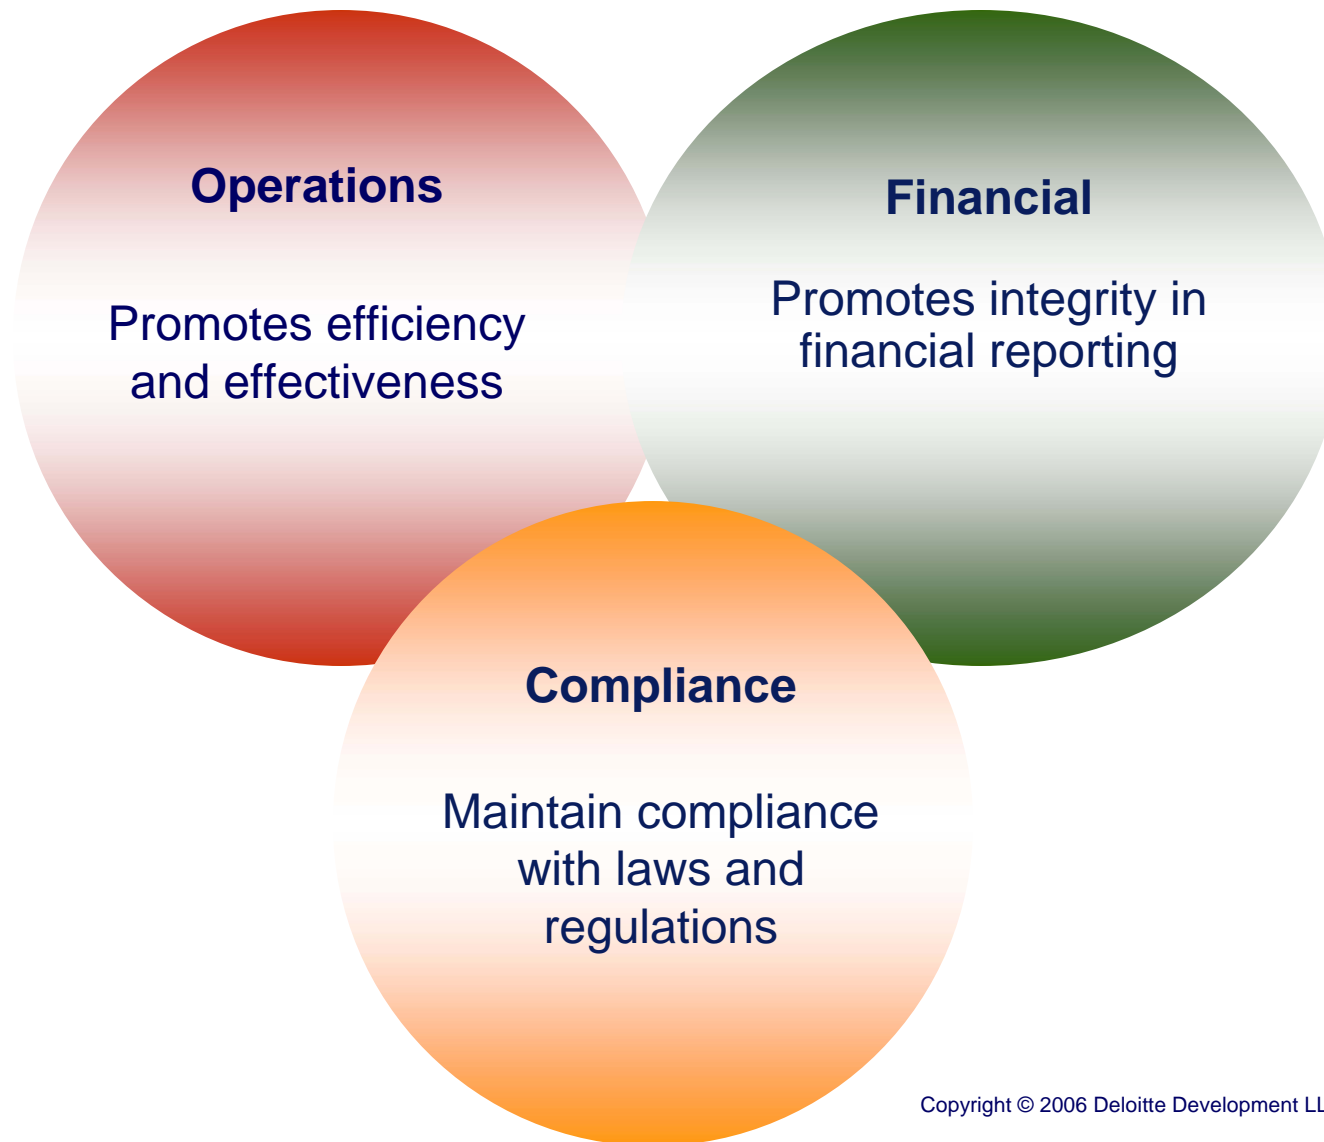 Operations
Promotes efficiency
and effectiveness
Financial
Promotes integrity in
financial reporting
Compliance
Maintain compliance
with laws and
regulations
Copyright © 2006 Deloitte Development LL